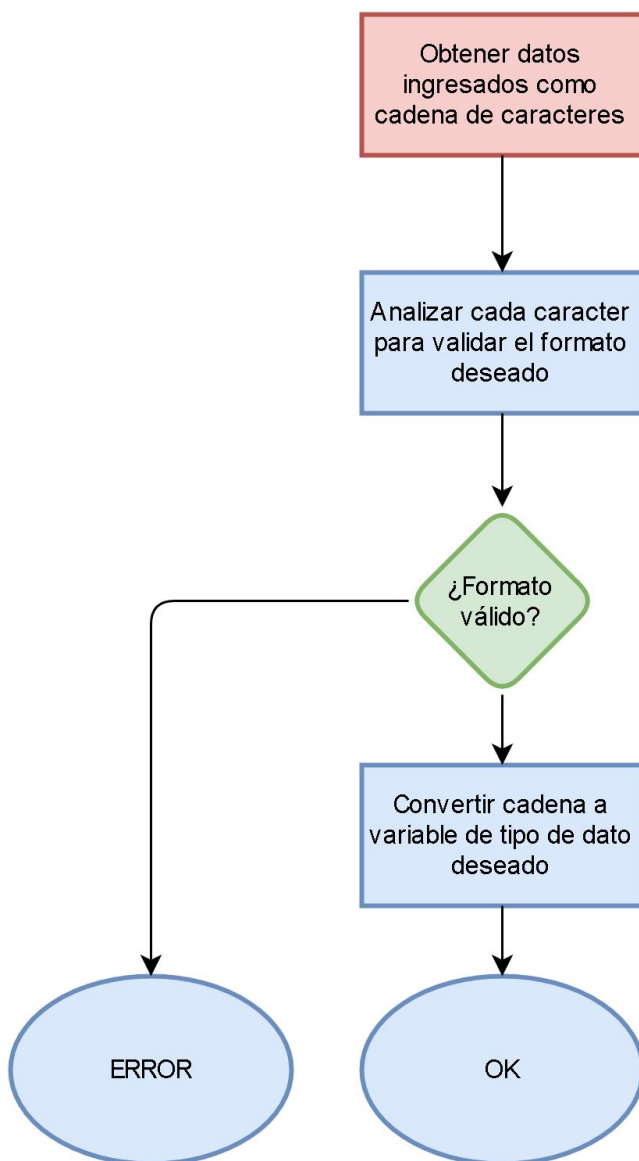 Obtener datos
ingresados como
cadena de caracteres
Analizar cada caracter
para validar el formato
deseado
¿Formato
válido?
Convertir cadena a
variable de tipo de dato
deseado
ERROR
OK